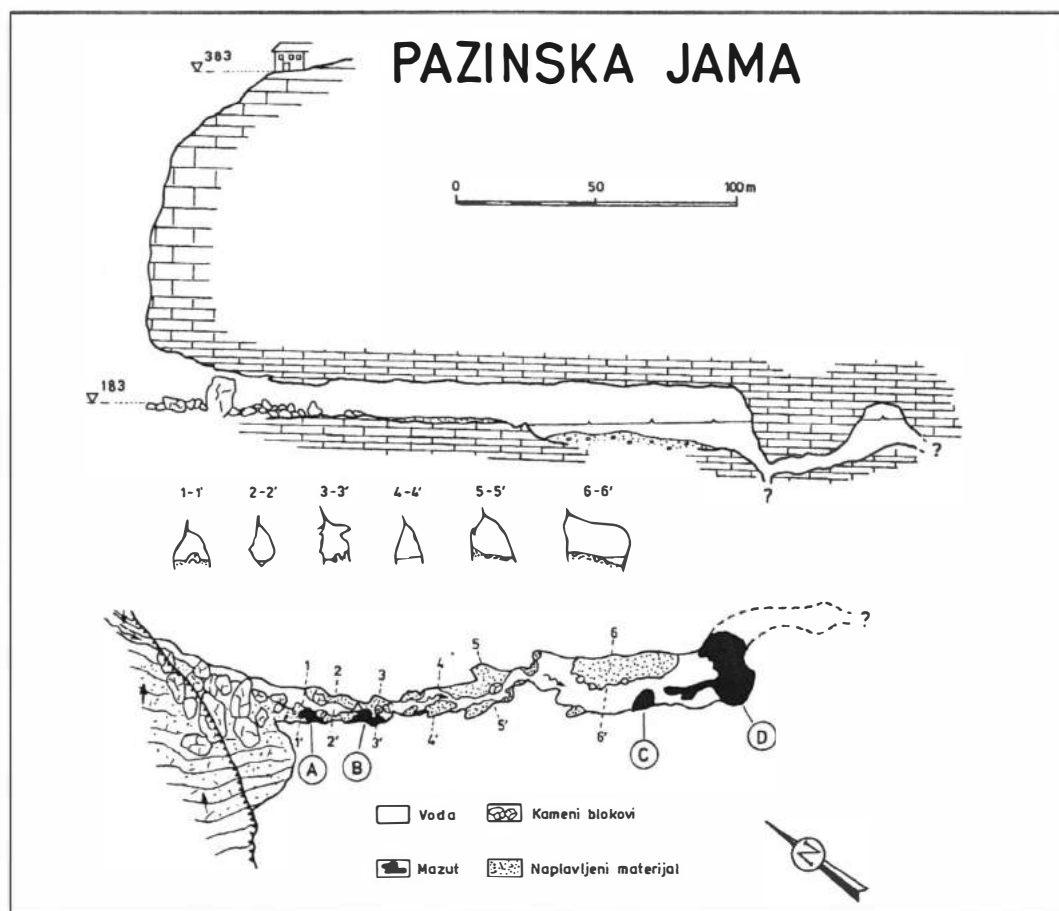 PAZINSKA JAMA
383
0 50 100 m
183
? ?
1-1' 2-2' 3-3' 4-4' 5-5' 6-6'
?
1 2 3 4 5 6
1' 2' 3' 4' 5' 6'
A B C D
Voda Kameni blokovi
Mazut Naplavljeni materijal
N